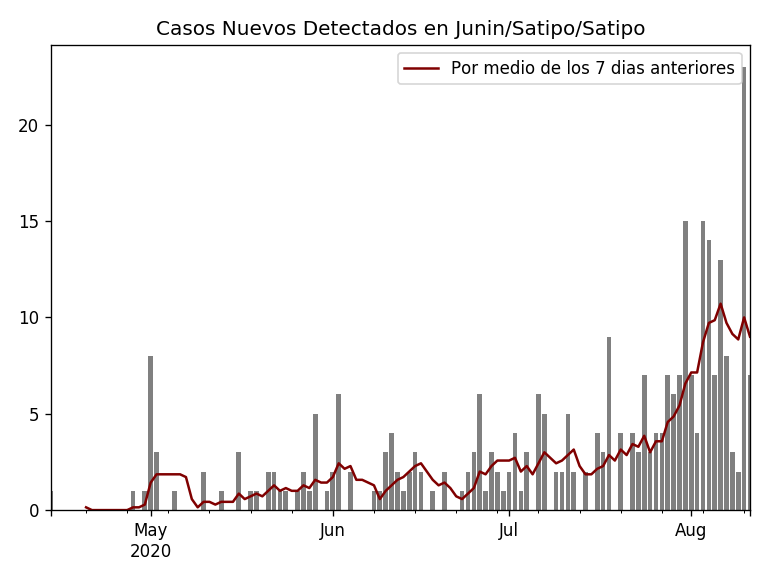 Casos Nuevos Detectados en Junin/Satipo/Satipo
Por medio de los 7 dias anteriores
20
15
10
5
0
May Jun Jul Aug
2020